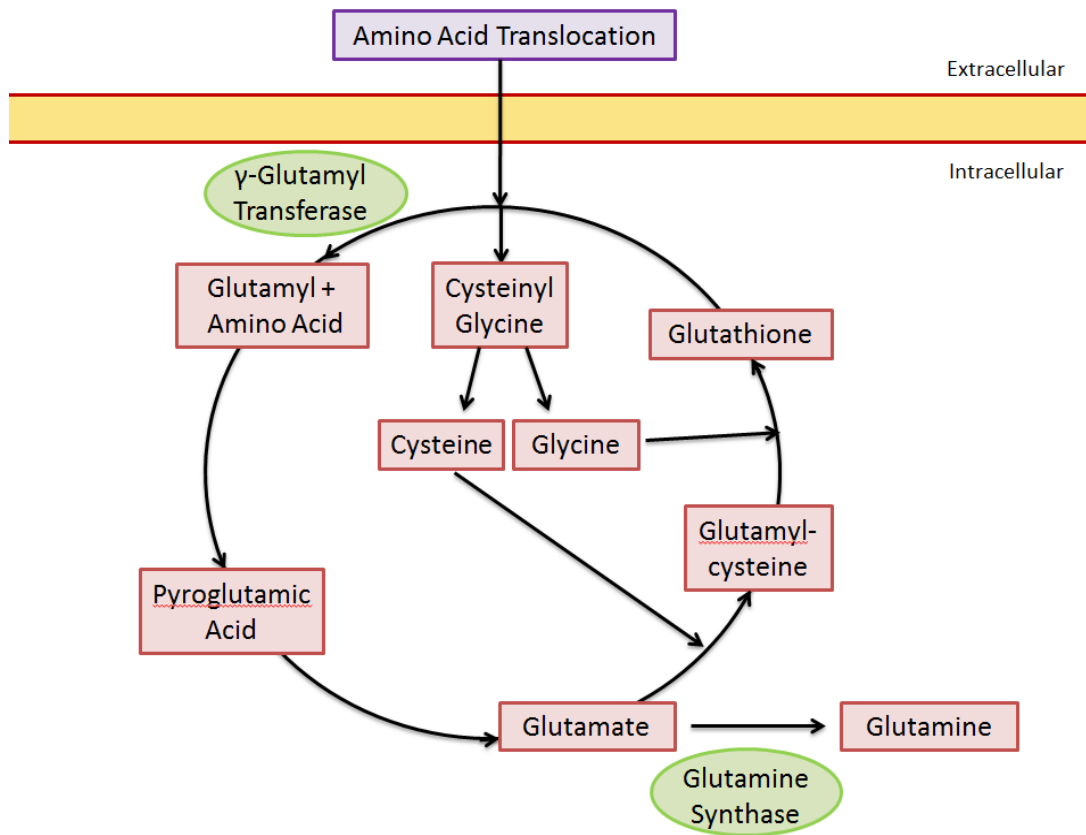 Amino Acid Translocation
Extracellular
Intracellular
γ-Glutamyl
Transferase
Glutamyl +
Amino Acid
Cysteinyl
Glycine
Glutathione
Cysteine
Glycine
Glutamyl-
cysteine
Pyroglutamic
Acid
Glutamate
Glutamine
Glutamine
Synthase